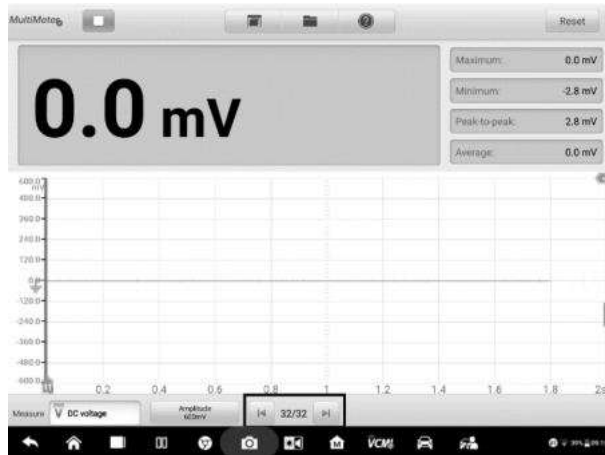 MultiMeter
Reset
0.0 mV
Maximum: 0.0 mV
Minimum: -2.8 mV
Peak-to-peak: 2.8 mV
Average: 0.0 mV
600.0
mV
480.0
360.0
240.0
120.0
0.0
-120.0
-240.0
-360.0
-480.0
-600.0
0.2 0.4 0.6 0.8 1 1.2 1.4 1.6 1.8 2s
Measure V DC voltage Amplitude 600mV 32/32
M VCMI